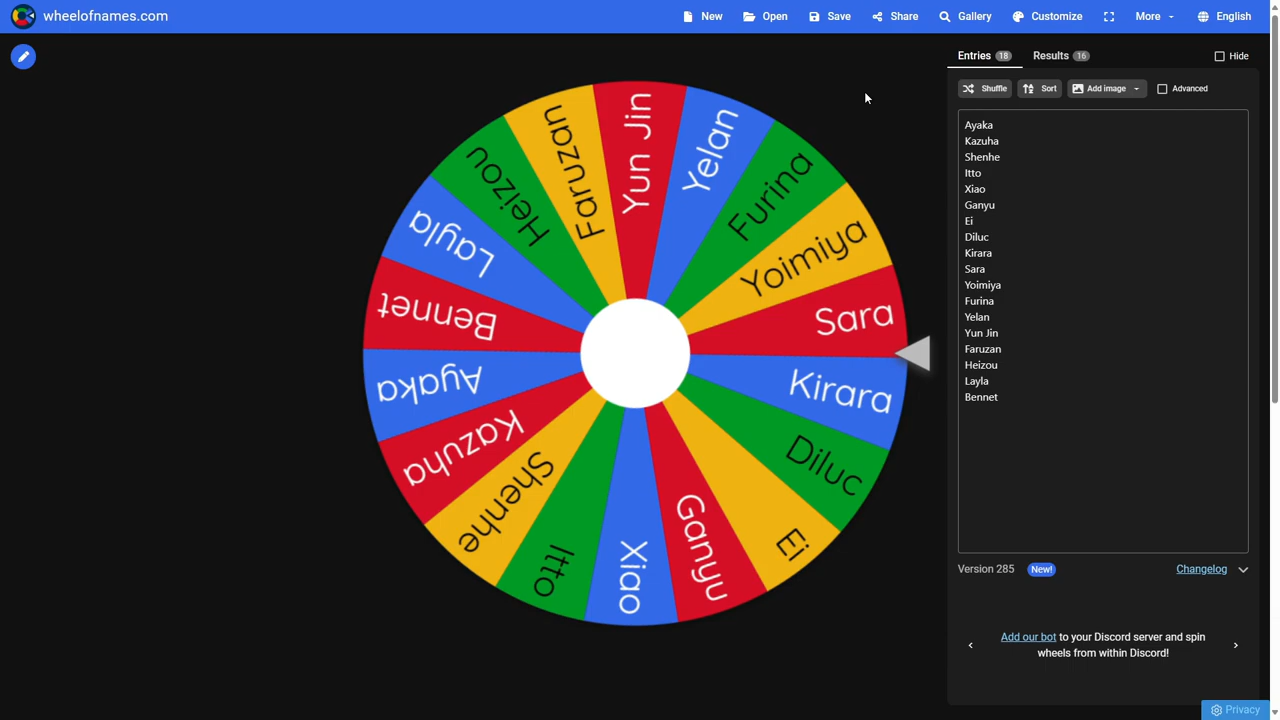 wheelofnames.com
New
Open
Save
Share
Gallery
Customize
More
English
Entries 18
Results 16
Hide
Shuffle
Sort
Add image
Advanced
Ayaka
Kazuha
Shenhe
Itto
Xiao
Ganyu
Ei
Diluc
Kirara
Sara
Yoimiya
Furina
Yelan
Yun Jin
Faruzan
Heizou
Layla
Bennet
Yun Jin
Yelan
Furina
Yoimiya
Sara
Kirara
Diluc
Ei
Ganyu
Xiao
Itto
Shenhe
Kazuha
Ayaka
Bennet
Layla
Heizou
Faruzan
Version 285
New!
Changelog
Add our bot to your Discord server and spin
wheels from within Discord!
Privacy